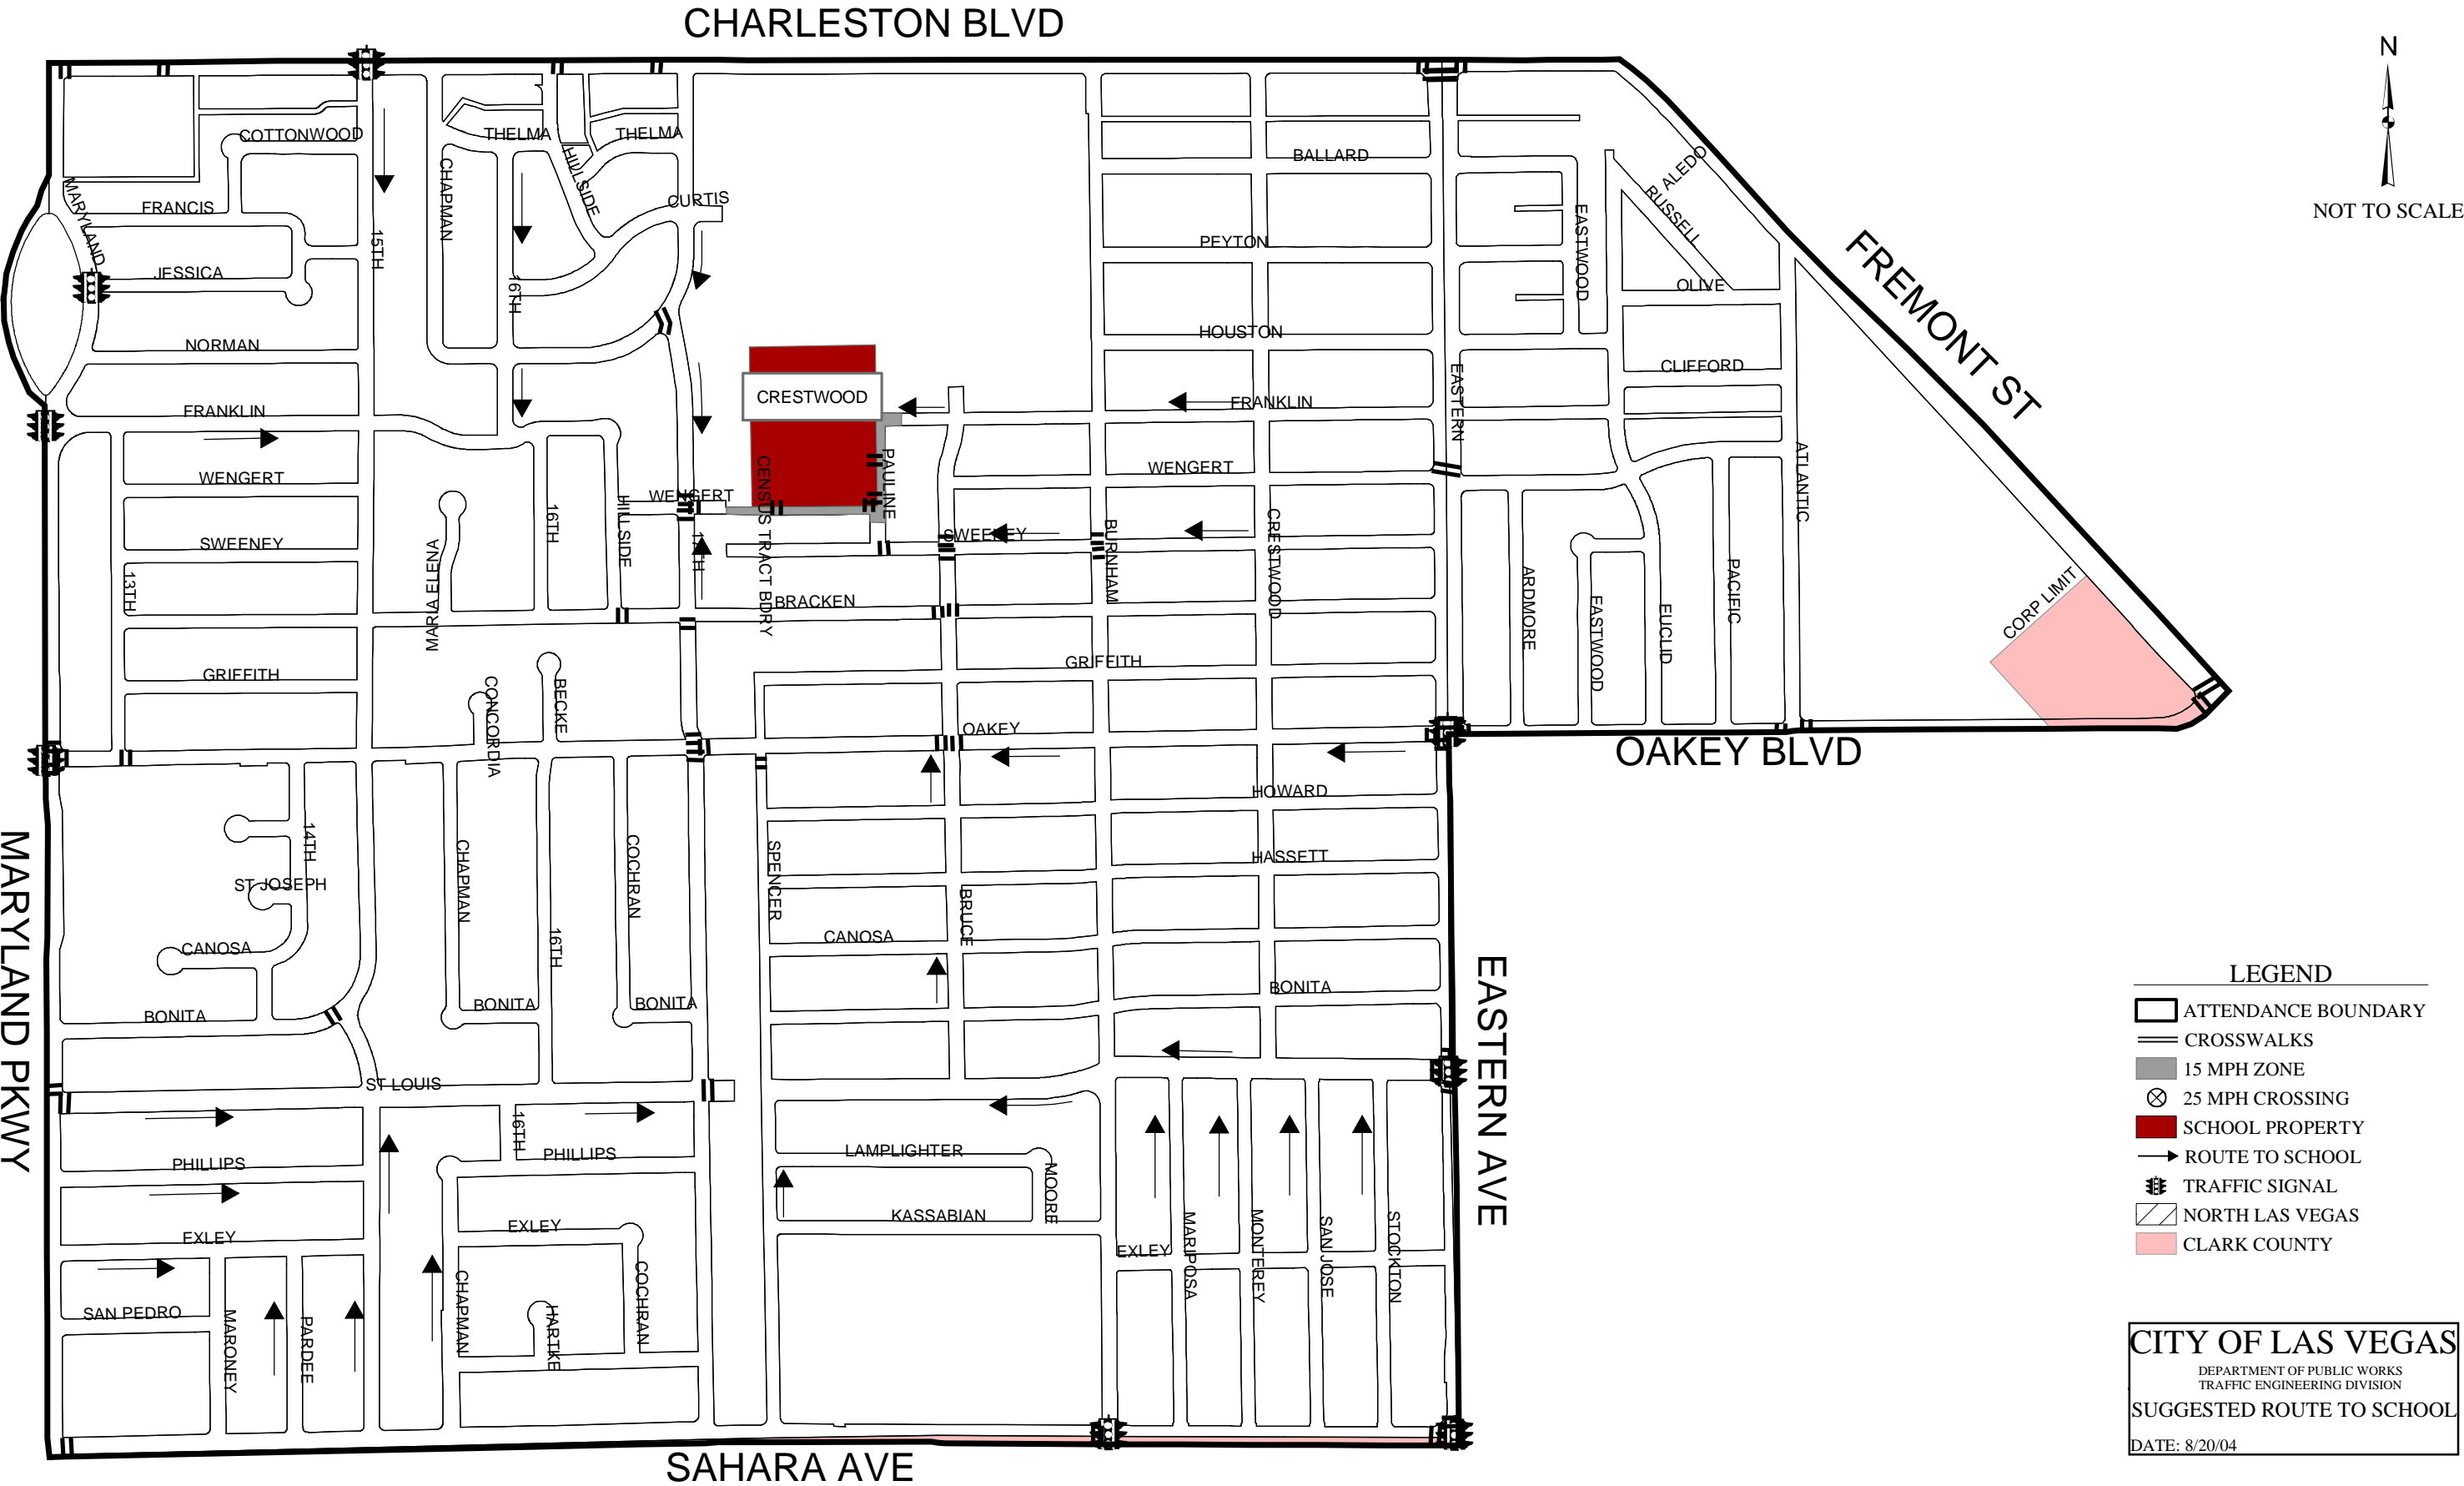 CHARLESTON BLVD
N
NOT TO SCALE
COTTONWOOD
THELMA
THELMA
BALLARD
ALEDO
RUSSELL
CHAPMAN
HILLSIDE
MARYLAND
FRANCIS
CURTIS
EASTWOOD
15TH
PEYTON
FREMONT ST
JESSICA
16TH
OLIVE
NORMAN
HOUSTON
CLIFFORD
CRESTWOOD
EASTERN
FRANKLIN
FRANKLIN
WENGERT
WENGERT
WENGERT
CENSUS TRACT BDRY
PAULINE
ATLANTIC
16TH
HILLSIDE
17TH
SWEENEY
SWEENEY
BURNHAM
CRESTWOOD
MARIA ELENA
13TH
BRACKEN
ARDMORE
EASTWOOD
EUCLID
PACIFIC
CORP LIMIT
GRIFFITH
GRIFFITH
CONCORDIA
BECKE
OAKEY
OAKEY BLVD
HOWARD
MARYLAND PKWY
14TH
CHAPMAN
COCHRAN
SPENCER
HASSETT
ST JOSEPH
BRUCE
CANOSA
CANOSA
16TH
BONITA
BONITA
BONITA
BONITA
EASTERN AVE
ST LOUIS
16TH
PHILLIPS
PHILLIPS
LAMPLIGHTER
MOORE
KASSABIAN
EXLEY
EXLEY
EXLEY
MARIPOSA
MONTEREY
SAN JOSE
STOCKTON
SAN PEDRO
MARONEY
PARDEE
CHAPMAN
HARTKE
COCHRAN
SAHARA AVE
LEGEND
ATTENDANCE BOUNDARY
CROSSWALKS
15 MPH ZONE
25 MPH CROSSING
SCHOOL PROPERTY
ROUTE TO SCHOOL
TRAFFIC SIGNAL
NORTH LAS VEGAS
CLARK COUNTY
CITY OF LAS VEGAS
DEPARTMENT OF PUBLIC WORKS
TRAFFIC ENGINEERING DIVISION
SUGGESTED ROUTE TO SCHOOL
DATE: 8/20/04